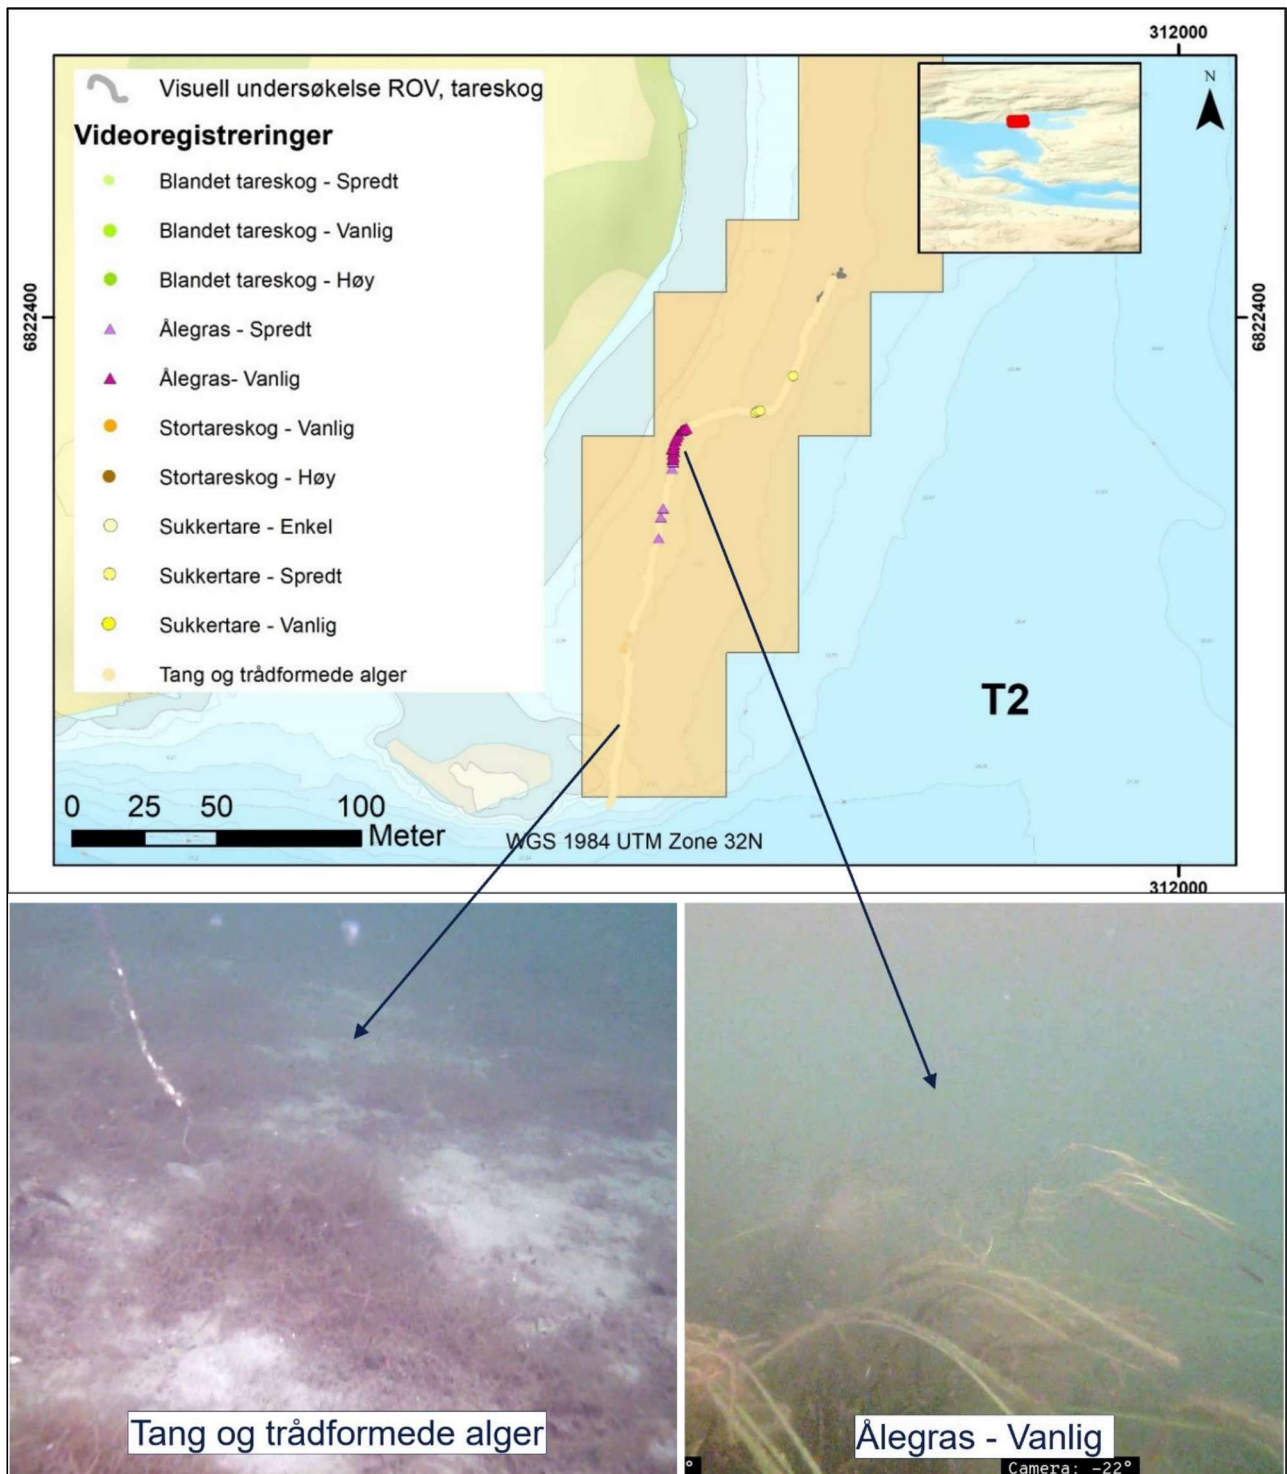 312000
Visuell undersøkelse ROV, tareskog
Videoregistreringer
Blandet tareskog - Spredt
Blandet tareskog - Vanlig
Blandet tareskog - Høy
Ålegras - Spredt
Ålegras- Vanlig
Stortareskog - Vanlig
Stortareskog - Høy
Sukkertare - Enkel
Sukkertare - Spredt
Sukkertare - Vanlig
Tang og trådformede alger
N
6822400
6822400
T2
0 25 50 100
Meter
WGS 1984 UTM Zone 32N
312000
Tang og trådformede alger
Ålegras - Vanlig
° Camera: -22°